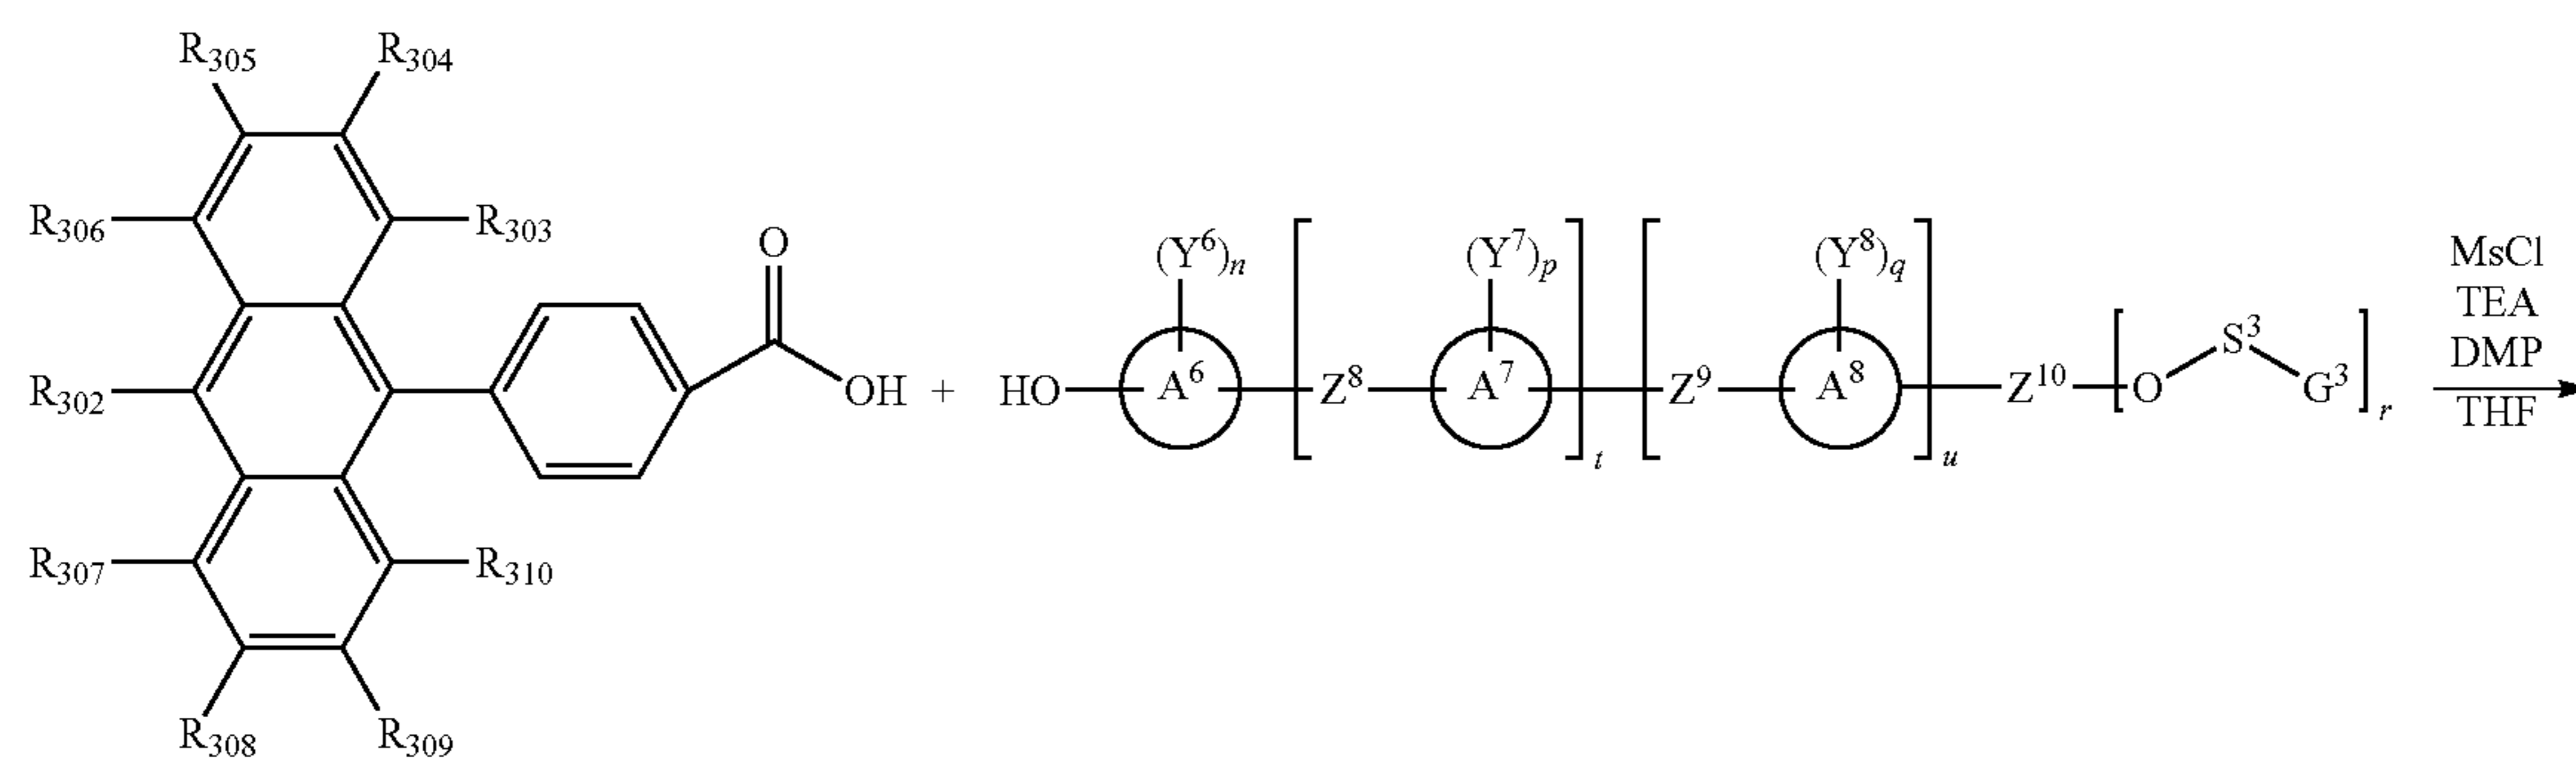 R305 R304
R306 R303
O
(Y⁶)n (Y⁷)p (Y⁸)q
MsCl
TEA
DMP
THF
R302 OH + HO A⁶ Z⁸ A⁷ t Z⁹ A⁸ u Z¹⁰ O S³ G³ r
R307 R310
R308 R309